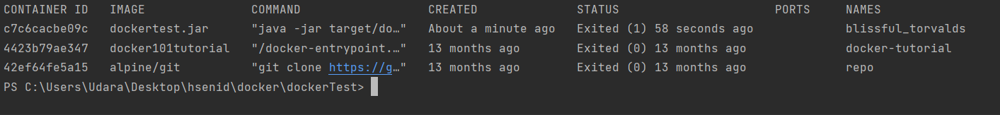 CONTAINER ID IMAGE COMMAND CREATED STATUS PORTS NAMES
c7c6cacbe09c dockertest.jar "java -jar target/do…" About a minute ago Exited (1) 58 seconds ago blissful_torvalds
4423b79ae347 docker101tutorial "/docker-entrypoint.…" 13 months ago Exited (0) 13 months ago docker-tutorial
42ef64fe5a15 alpine/git "git clone https://g…" 13 months ago Exited (0) 13 months ago repo
PS C:\Users\Udara\Desktop\hsenid\docker\dockerTest>